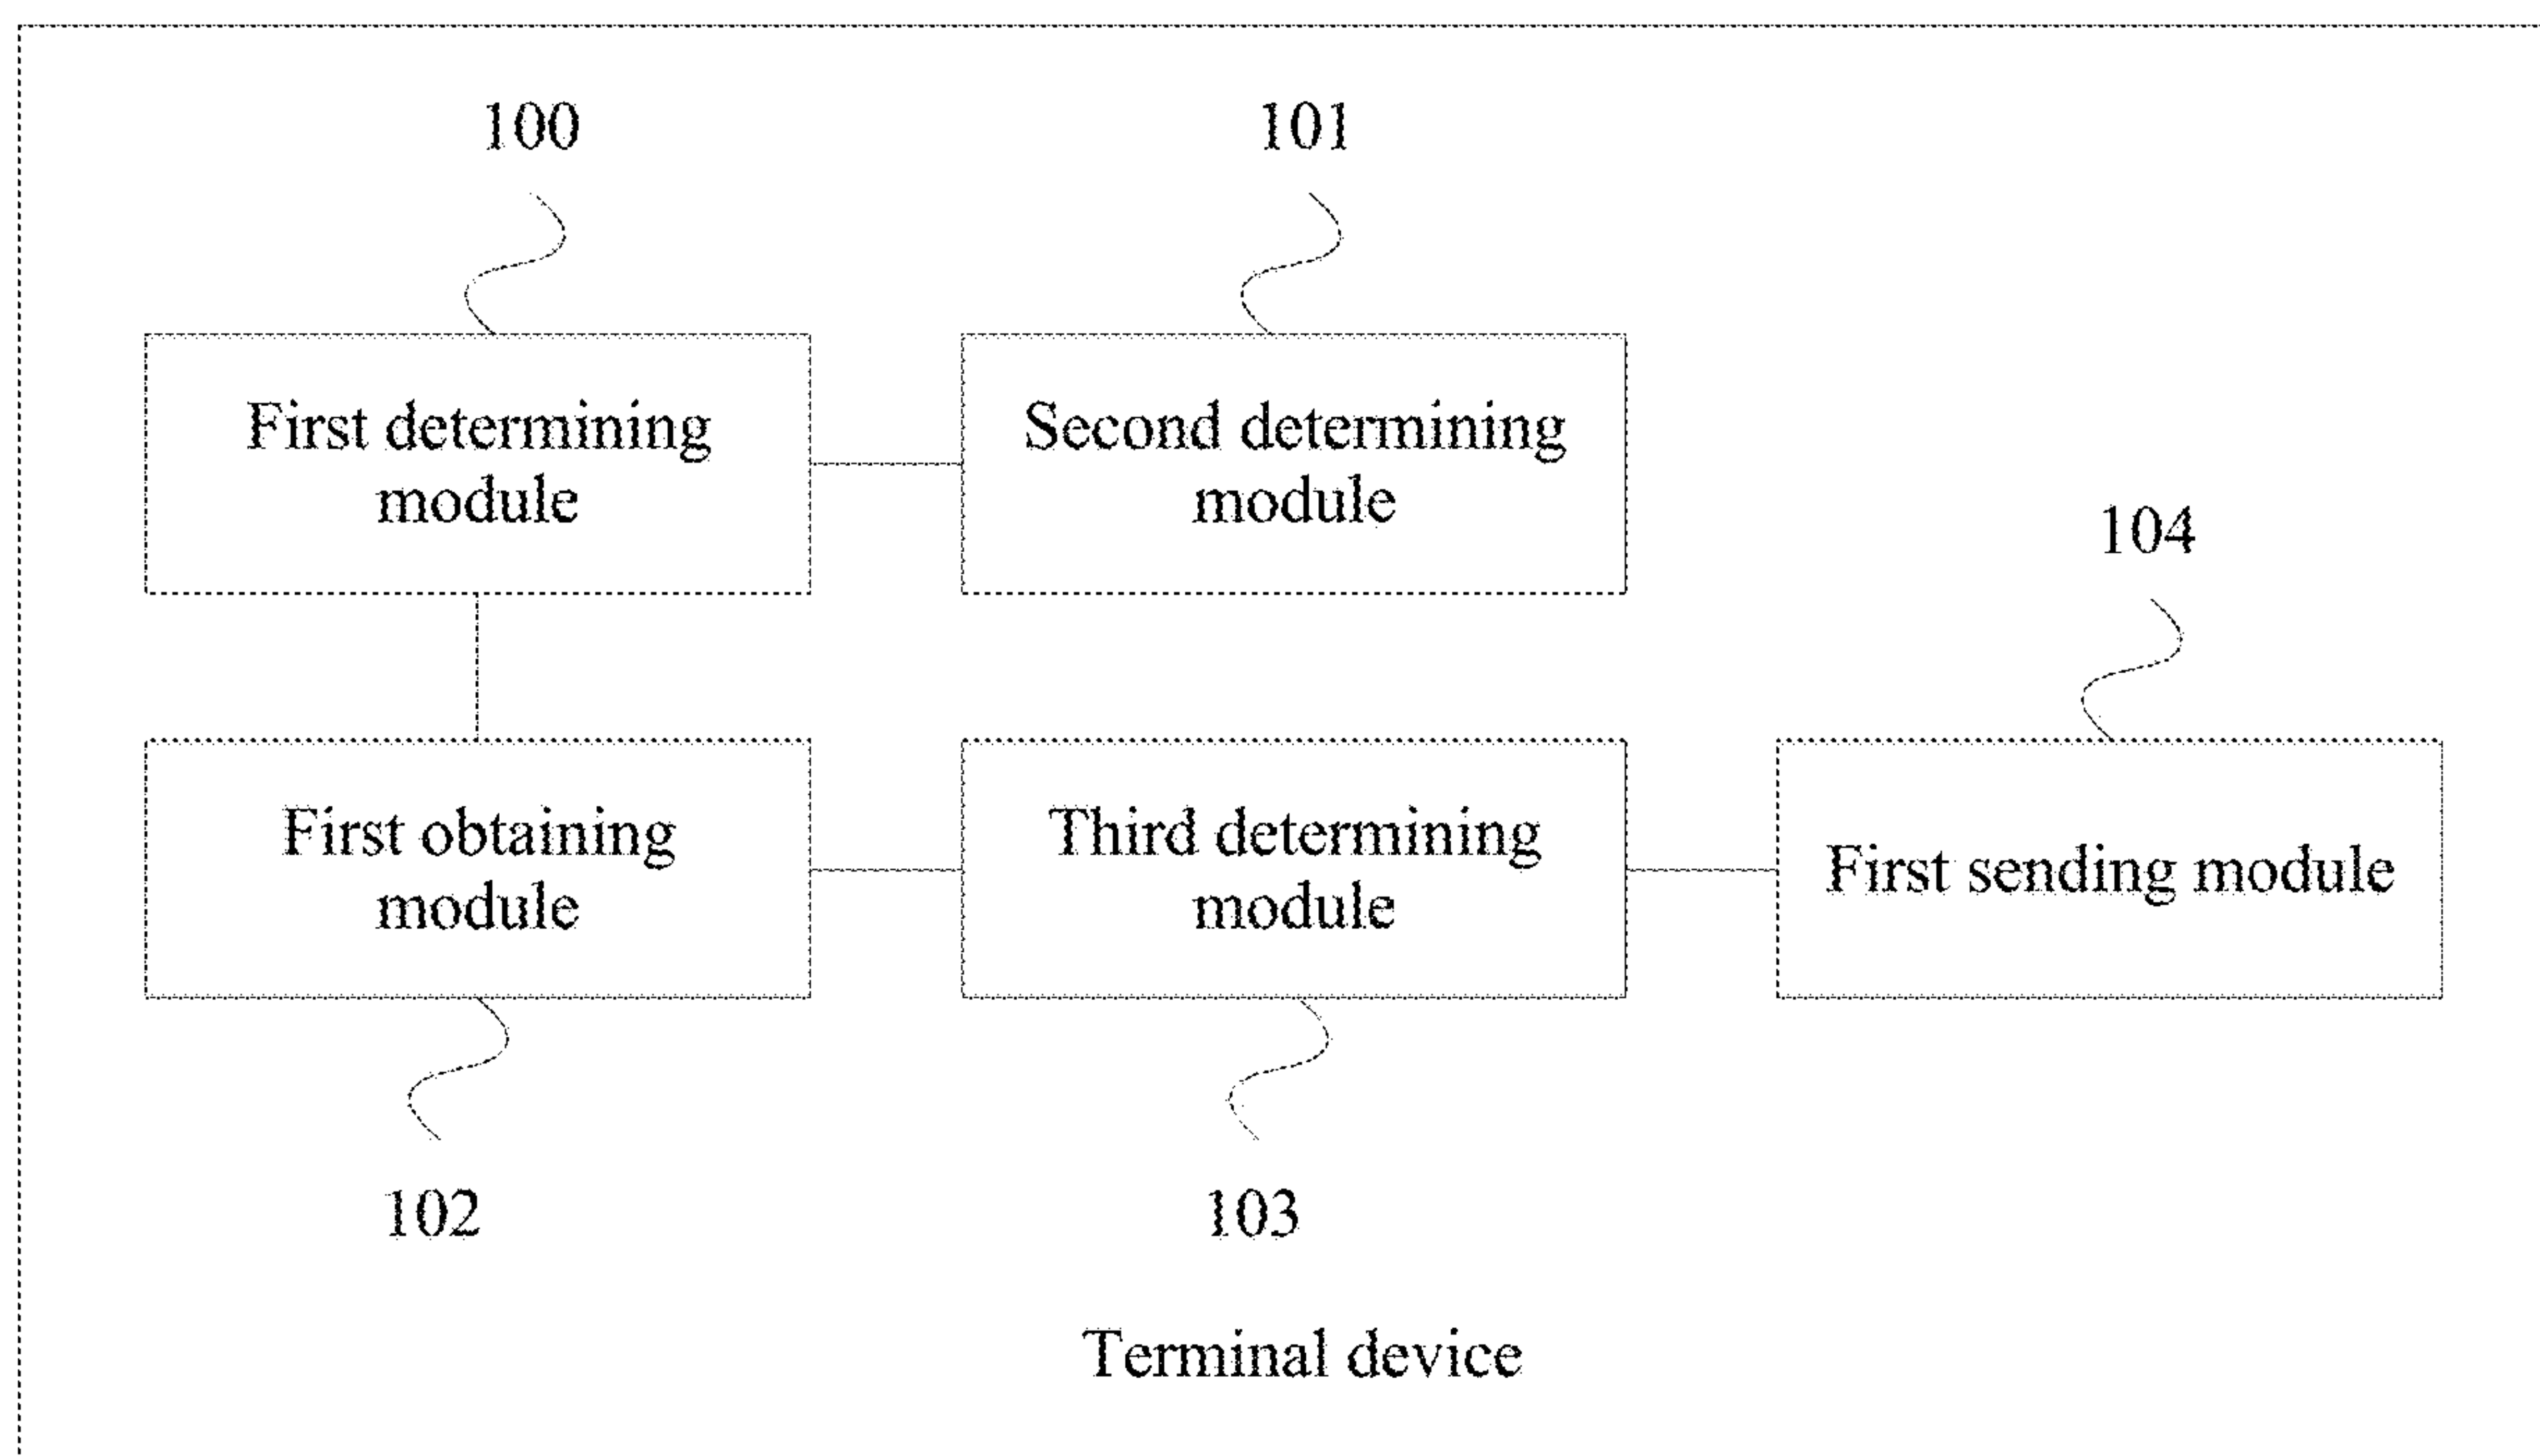 100
101
First determining
module
Second determining
module
104
First obtaining
module
Third determining
module
First sending module
102
103
Terminal device